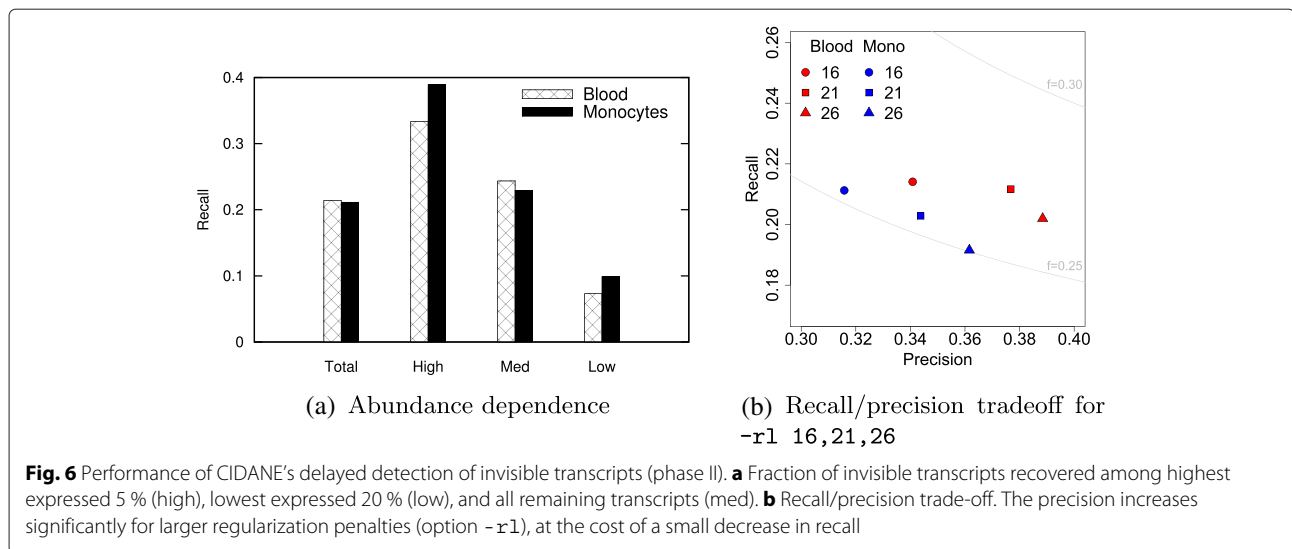 0.4
0.3
0.2
0.1
0
Recall
Blood
Monocytes
Total High Med Low
(a) Abundance dependence
0.26
0.24
0.22
0.20
0.18
Recall
Blood Mono
16 16
21 21
26 26
f=0.30
f=0.25
0.30 0.32 0.34 0.36 0.38 0.40
Precision
(b) Recall/precision tradeoff for
-rl 16,21,26
Fig. 6 Performance of CIDANE's delayed detection of invisible transcripts (phase II). a Fraction of invisible transcripts recovered among highest
expressed 5 % (high), lowest expressed 20 % (low), and all remaining transcripts (med). b Recall/precision trade-off. The precision increases
significantly for larger regularization penalties (option -rl), at the cost of a small decrease in recall